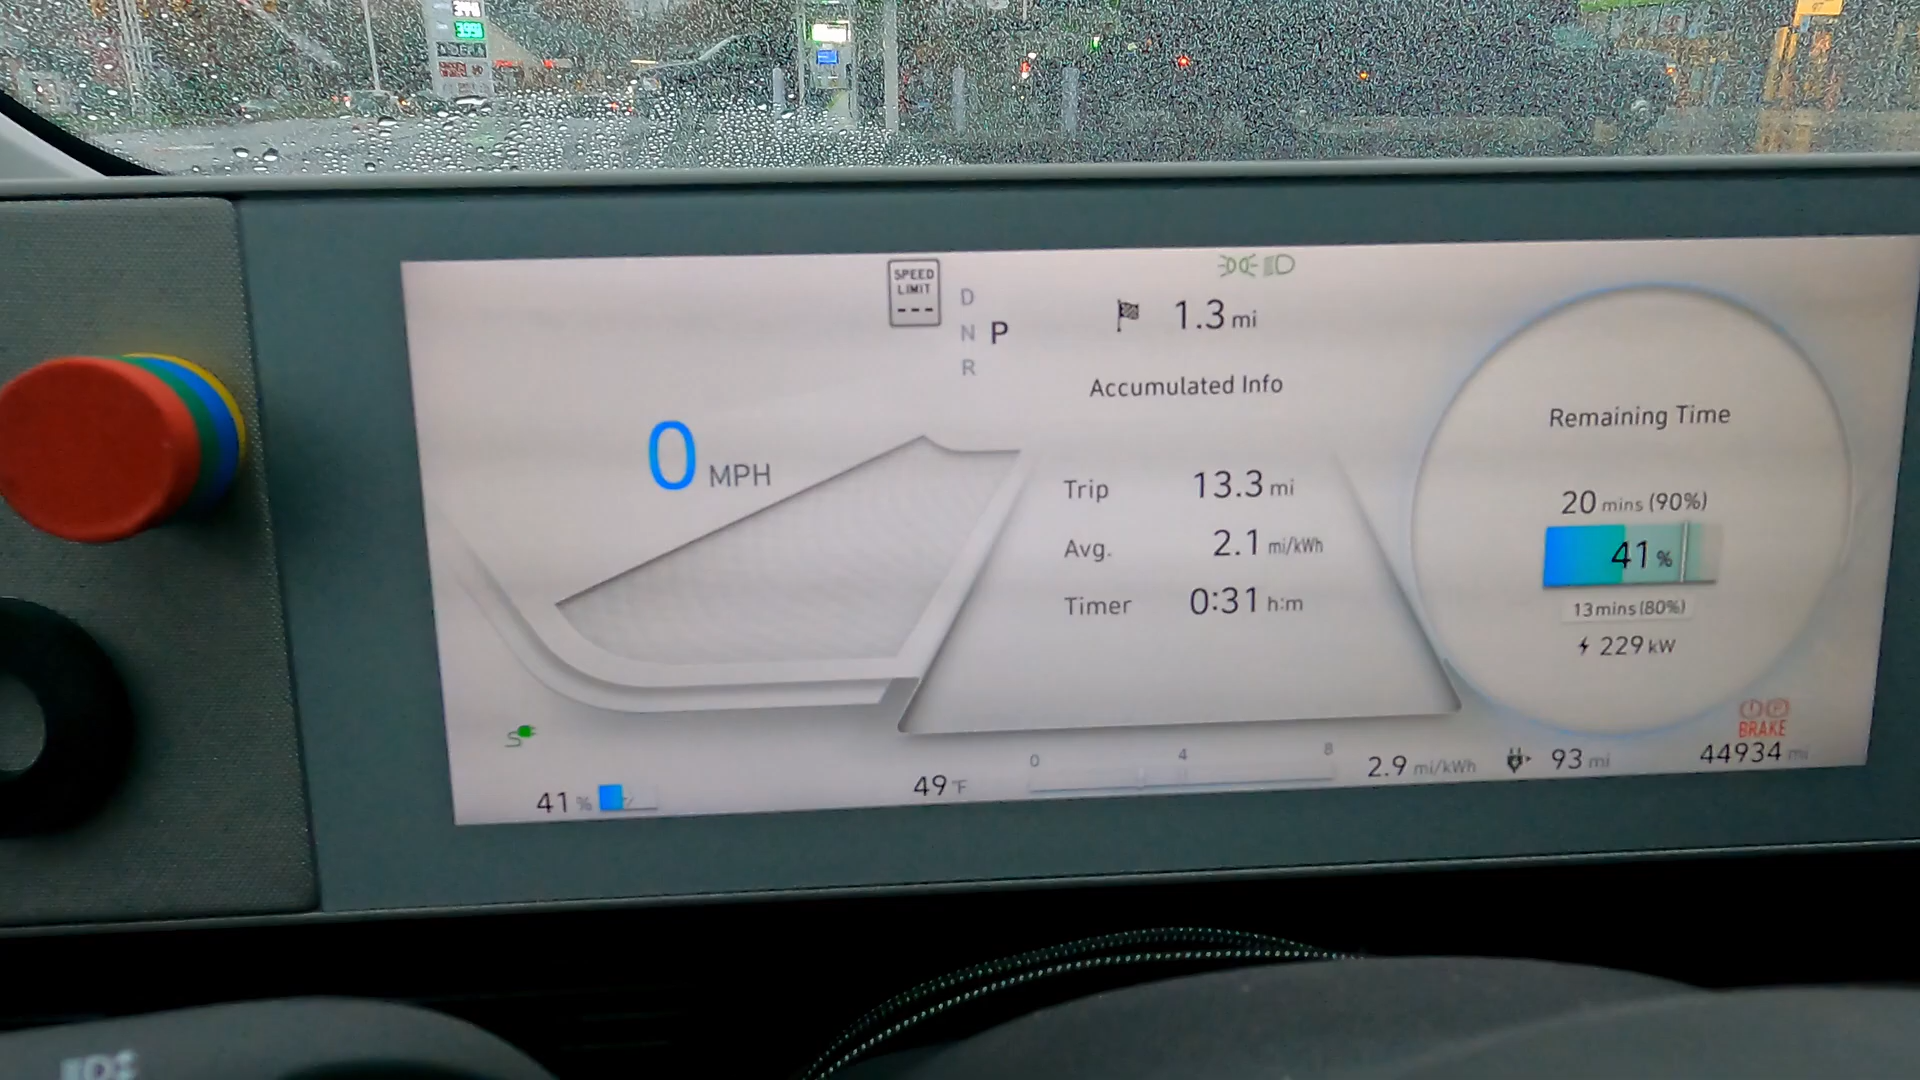 SPEED
LIMIT
---
D
N P
R
1.3 mi
Accumulated Info
0 MPH
Trip 13.3 mi
Avg. 2.1 mi/kWh
Timer 0:31 h:m
Remaining Time
20 mins (90%)
41 %
13 mins (80%)
229 kW
BRAKE
41 %
49 °F
0 4 8
2.9 mi/kWh
93 mi
44934 mi